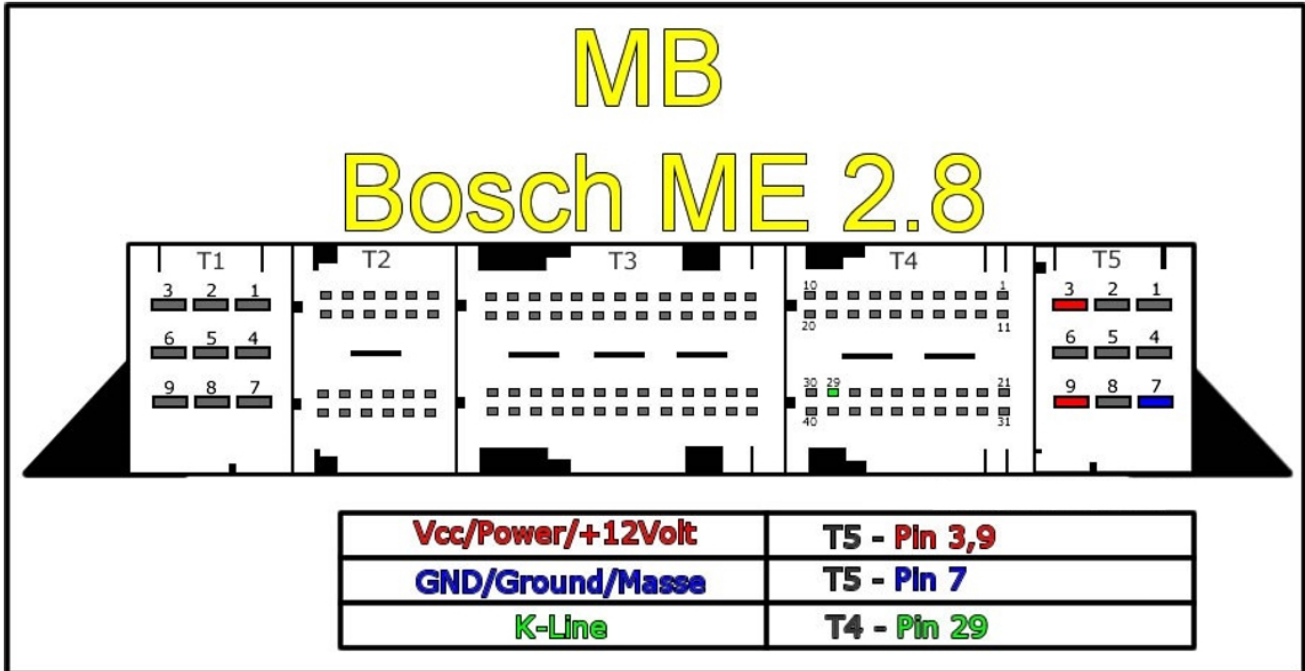 MB
Bosch ME 2.8
T1 T2 T3 T4 T5
10 1
3 2 1 3 2 1
20 11
6 5 4 6 5 4
30 29 21
9 8 7 9 8 7
40 31
Vcc/Power/+12Volt T5 - Pin 3,9
GND/Ground/Masse T5 - Pin 7
K-Line T4 - Pin 29